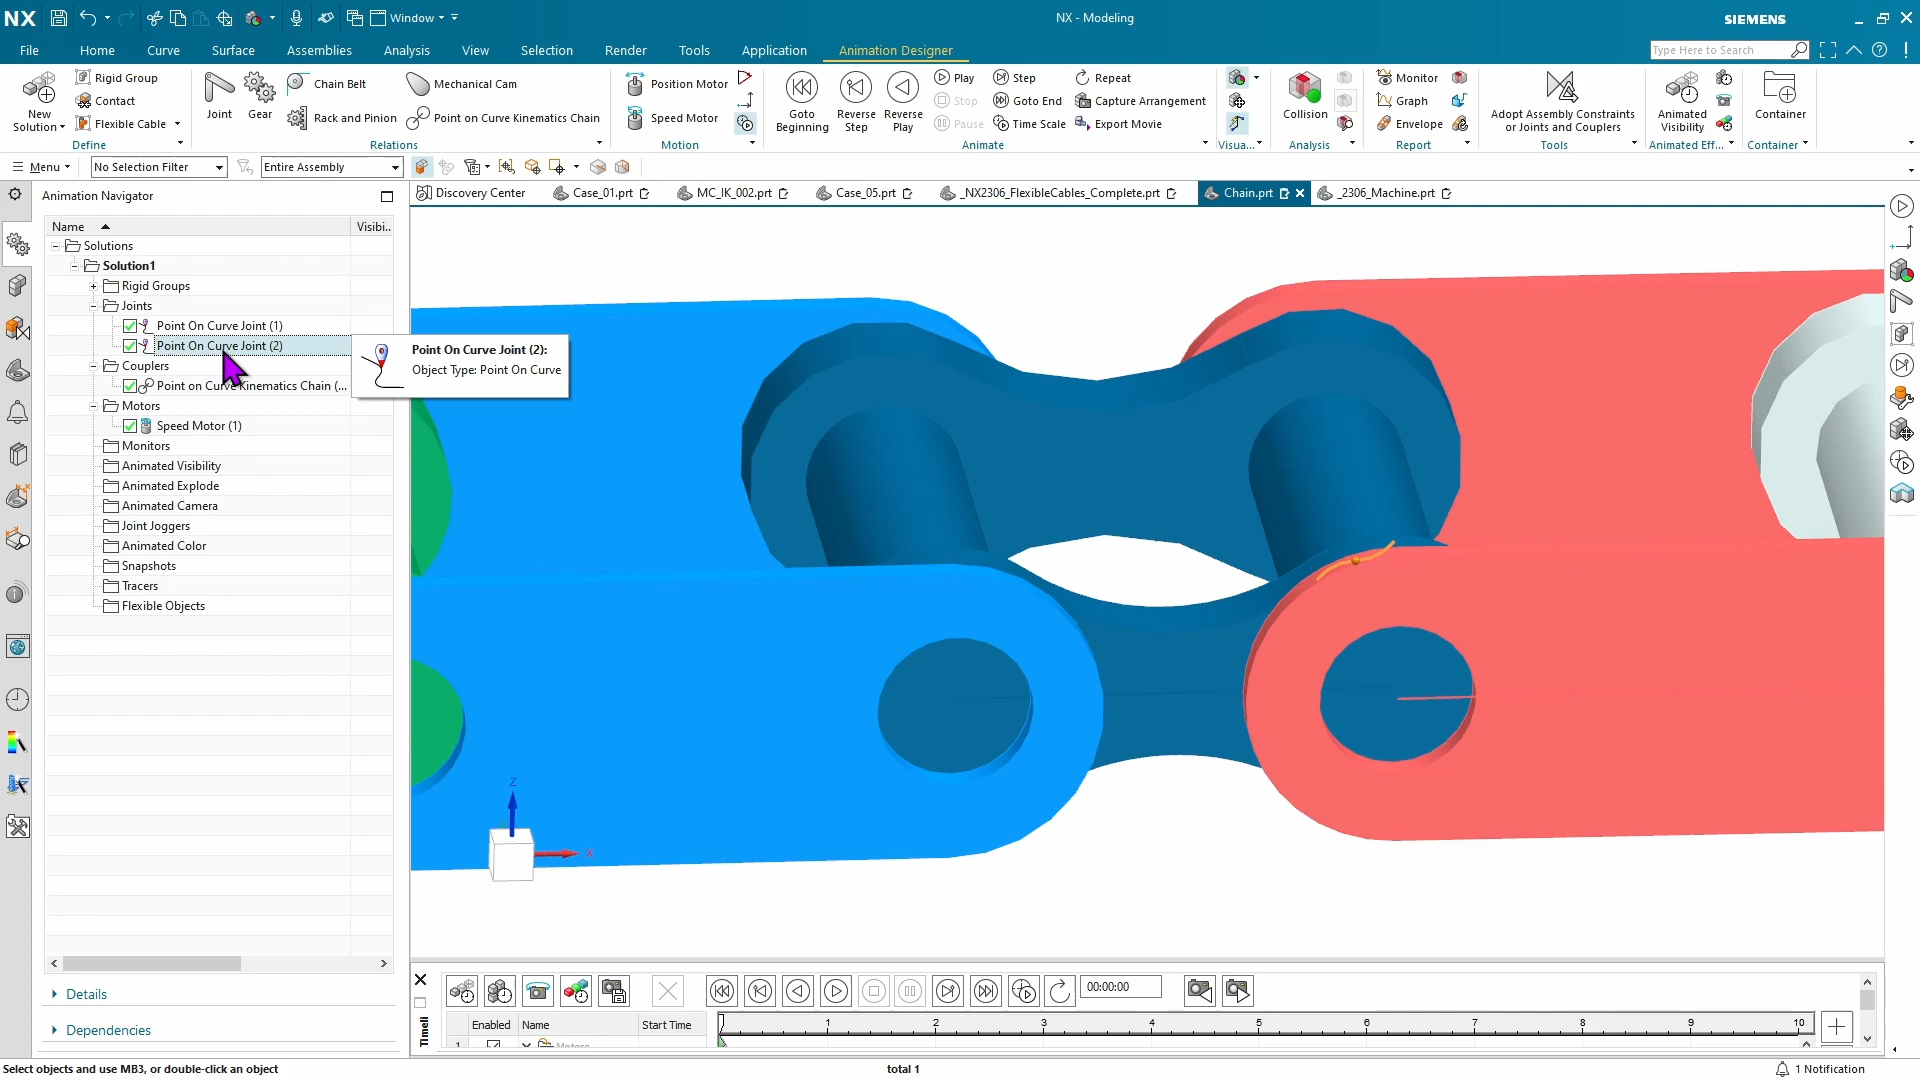 NX
Window
NX - Modeling
SIEMENS
File
Home
Curve
Surface
Assemblies
Analysis
View
Selection
Render
Tools
Application
Animation Designer
Type Here to Search
New
Solution
Rigid Group
Contact
Flexible Cable
Define
Joint
Gear
Chain Belt
Rack and Pinion
Mechanical Cam
Point on Curve Kinematics Chain
Relations
Position Motor
Speed Motor
Motion
Goto
Beginning
Reverse
Step
Reverse
Play
Play
Stop
Pause
Step
Goto End
Time Scale
Repeat
Capture Arrangement
Export Movie
Animate
Visua...
Collision
Analysis
Monitor
Graph
Envelope
Report
Adopt Assembly Constraints
or Joints and Couplers
Tools
Animated
Visibility
Animated Eff...
Container
Container
Menu
No Selection Filter
Entire Assembly
Animation Navigator
Discovery Center
Case_01.prt
MC_IK_002.prt
Case_05.prt
_NX2306_FlexibleCables_Complete.prt
Chain.prt
_2306_Machine.prt
Name
Visibi..
Solutions
Solution1
Rigid Groups
Joints
Point On Curve Joint (1)
Point On Curve Joint (2)
Couplers
Point on Curve Kinematics Chain (...
Motors
Speed Motor (1)
Monitors
Animated Visibility
Animated Explode
Animated Camera
Joint Joggers
Animated Color
Snapshots
Tracers
Flexible Objects
Point On Curve Joint (2):
Object Type: Point On Curve
Z
X
Details
Dependencies
Timeli
00:00:00
Enabled
Name
Start Time
1 2 3 4 5 6 7 8 9 10
1
Motors
Select objects and use MB3, or double-click an object
total 1
1 Notification